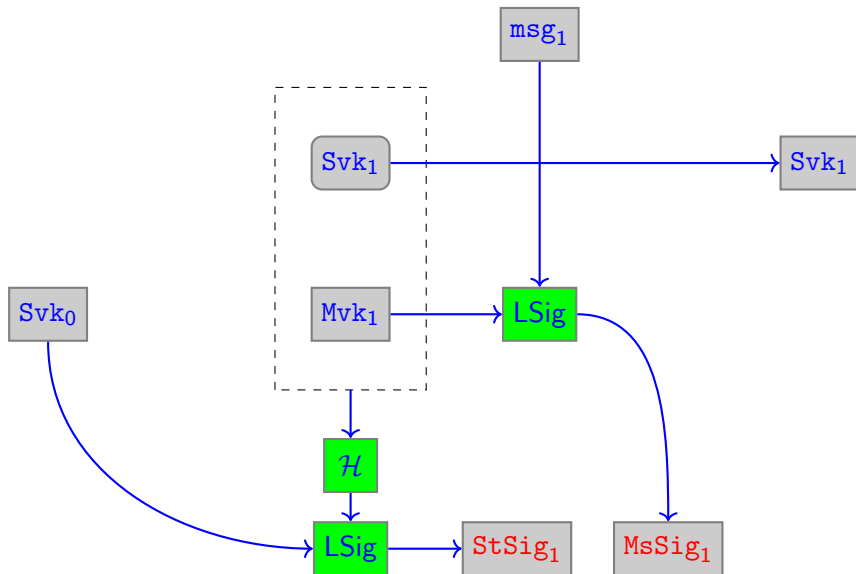 msg₁
Svk₁
Svk₁
Svk₀
Mvk₁
LSig
ℋ
LSig
StSig₁
MsSig₁